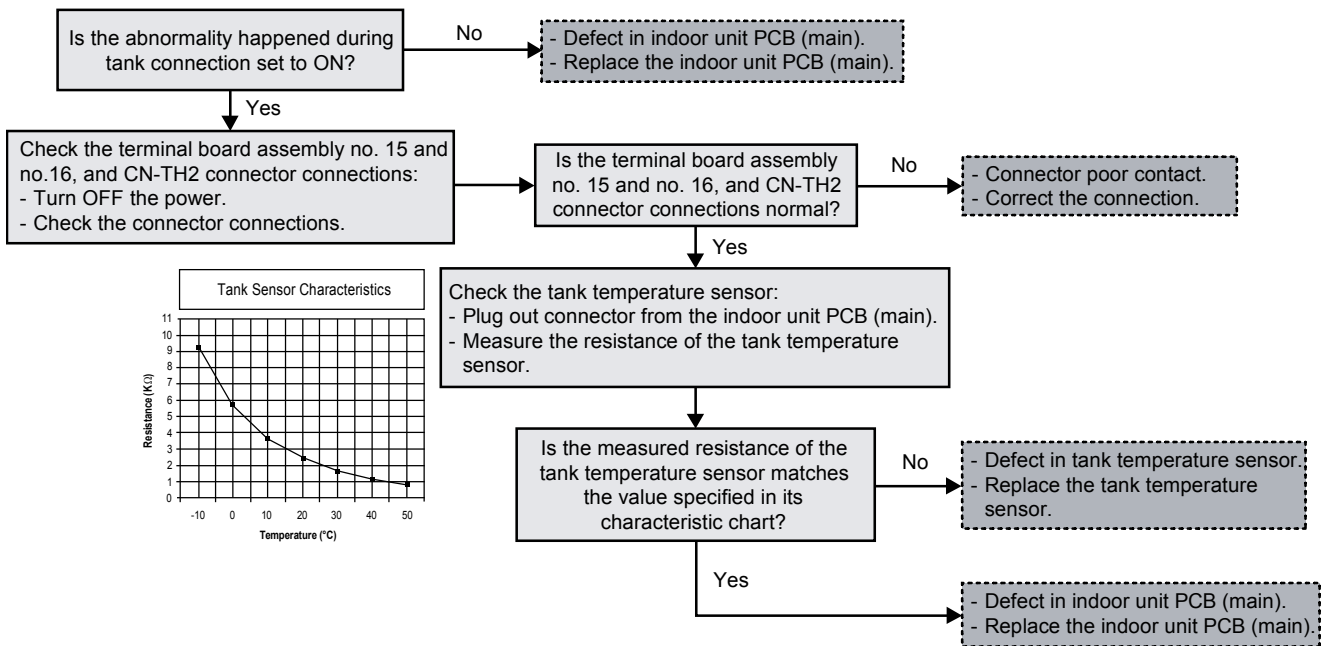 Is the abnormality happened during
tank connection set to ON?
No
- Defect in indoor unit PCB (main).
- Replace the indoor unit PCB (main).
Yes
Check the terminal board assembly no. 15 and
no.16, and CN-TH2 connector connections:
- Turn OFF the power.
- Check the connector connections.
Is the terminal board assembly
no. 15 and no. 16, and CN-TH2
connector connections normal?
No
- Connector poor contact.
- Correct the connection.
Yes
Tank Sensor Characteristics
11
10
9
8
7
6
5
4
3
2
1
0
Resistance (KΩ)
-10 0 10 20 30 40 50
Temperature (°C)
Check the tank temperature sensor:
- Plug out connector from the indoor unit PCB (main).
- Measure the resistance of the tank temperature
sensor.
Is the measured resistance of the
tank temperature sensor matches
the value specified in its
characteristic chart?
No
- Defect in tank temperature sensor.
- Replace the tank temperature
sensor.
Yes
- Defect in indoor unit PCB (main).
- Replace the indoor unit PCB (main).